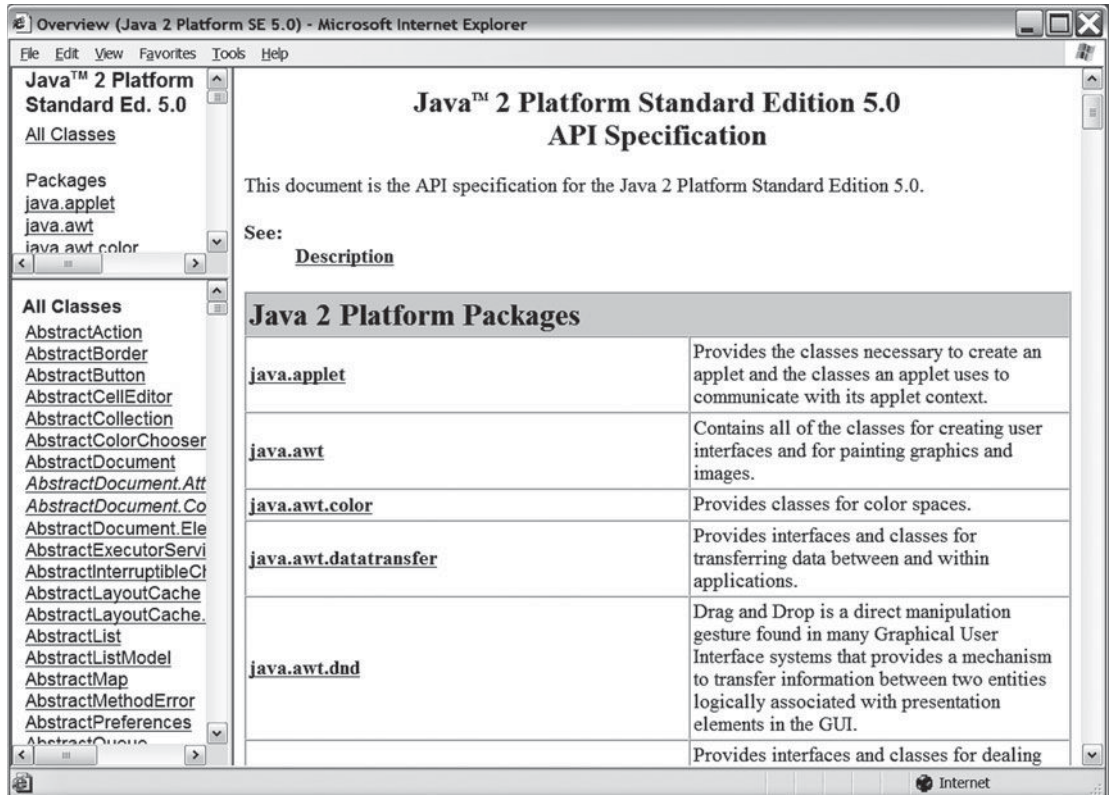 Overview (Java 2 Platform SE 5.0) - Microsoft Internet Explorer
File Edit View Favorites Tools Help
Java™ 2 Platform
Standard Ed. 5.0
All Classes
Packages
java.applet
java.awt
java.awt.color
All Classes
AbstractAction
AbstractBorder
AbstractButton
AbstractCellEditor
AbstractCollection
AbstractColorChooser
AbstractDocument
AbstractDocument.Att
AbstractDocument.Co
AbstractDocument.Ele
AbstractExecutorServi
AbstractInterruptibleCh
AbstractLayoutCache
AbstractLayoutCache.
AbstractList
AbstractListModel
AbstractMap
AbstractMethodError
AbstractPreferences
AbstractQueue
Java™ 2 Platform Standard Edition 5.0
API Specification
This document is the API specification for the Java 2 Platform Standard Edition 5.0.
See:
Description
Java 2 Platform Packages
java.applet
Provides the classes necessary to create an
applet and the classes an applet uses to
communicate with its applet context.
java.awt
Contains all of the classes for creating user
interfaces and for painting graphics and
images.
java.awt.color
Provides classes for color spaces.
java.awt.datatransfer
Provides interfaces and classes for
transferring data between and within
applications.
java.awt.dnd
Drag and Drop is a direct manipulation
gesture found in many Graphical User
Interface systems that provides a mechanism
to transfer information between two entities
logically associated with presentation
elements in the GUI.
Provides interfaces and classes for dealing
Internet